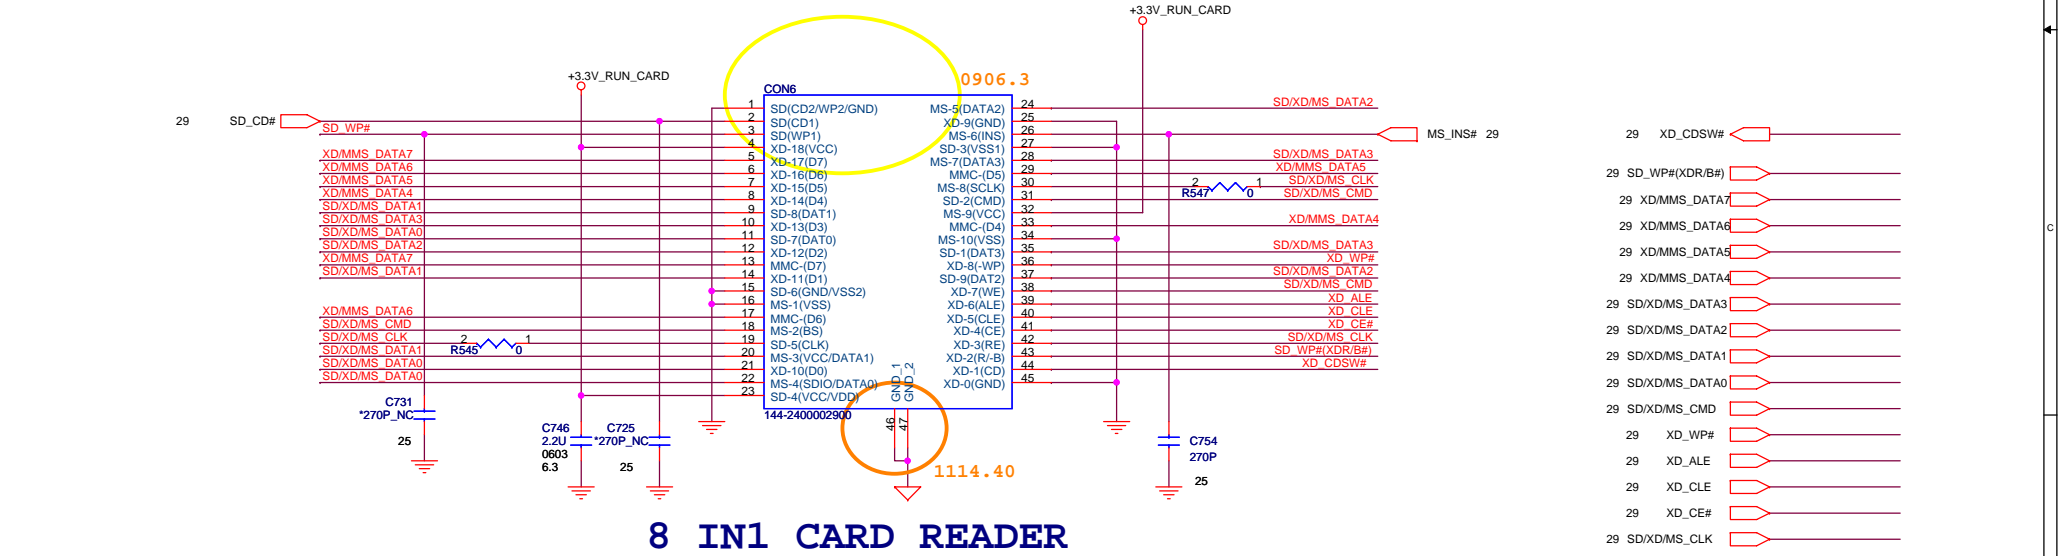 +3.3V_RUN_CARD
+3.3V_RUN_CARD
0906.3
CON6
29 SD_CD#
SD_WP#
XD/MMS_DATA7
XD/MMS_DATA6
XD/MMS_DATA5
XD/MMS_DATA4
SD/XD/MS_DATA1
SD/XD/MS_DATA3
SD/XD/MS_DATA0
SD/XD/MS_DATA2
XD/MMS_DATA7
SD/XD/MS_DATA1
XD/MMS_DATA6
SD/XD/MS_CMD
SD/XD/MS_CLK
SD/XD/MS_DATA1
SD/XD/MS_DATA0
SD/XD/MS_DATA0
2 1
R545 0
1 SD(CD2/WP2/GND)
2 SD(CD1)
3 SD(WP1)
4 XD-18(VCC)
5 XD-17(D7)
6 XD-16(D6)
7 XD-15(D5)
8 XD-14(D4)
9 SD-8(DAT1)
10 XD-13(D3)
11 SD-7(DAT0)
12 XD-12(D2)
13 MMC-(D7)
14 XD-11(D1)
15 SD-6(GND/VSS2)
16 MS-1(VSS)
17 MMC-(D6)
18 MS-2(BS)
19 SD-5(CLK)
20 MS-3(VCC/DATA1)
21 XD-10(D0)
22 MS-4(SDIO/DATA0)
23 SD-4(VCC/VDD)
MS-5(DATA2) 24
XD-9(GND) 25
MS-6(INS) 26
SD-3(VSS1) 27
MS-7(DATA3) 28
MMC-(D5) 29
MS-8(SCLK) 30
SD-2(CMD) 31
MS-9(VCC) 32
MMC-(D4) 33
MS-10(VSS) 34
SD-1(DAT3) 35
XD-8(-WP) 36
SD-9(DAT2) 37
XD-7(WE) 38
XD-6(ALE) 39
XD-5(CLE) 40
XD-4(CE) 41
XD-3(RE) 42
XD-2(R/-B) 43
XD-1(CD) 44
XD-0(GND) 45
GND_1 46
GND_2 47
144-2400002900
1114.40
SD/XD/MS_DATA2
MS_INS# 29
SD/XD/MS_DATA3
XD/MMS_DATA5
SD/XD/MS_CLK
SD/XD/MS_CMD
2 1
R547 0
XD/MMS_DATA4
SD/XD/MS_DATA3
XD_WP#
SD/XD/MS_DATA2
SD/XD/MS_CMD
XD_ALE
XD_CLE
XD_CE#
SD/XD/MS_CLK
SD_WP#(XDR/B#)
XD_CDSW#
C731
*270P_NC
25
C746
2.2U
0603
6.3
C725
*270P_NC
25
C754
270P
25
8 IN1 CARD READER
29 XD_CDSW#
29 SD_WP#(XDR/B#)
29 XD/MMS_DATA7
29 XD/MMS_DATA6
29 XD/MMS_DATA5
29 XD/MMS_DATA4
29 SD/XD/MS_DATA3
29 SD/XD/MS_DATA2
29 SD/XD/MS_DATA1
29 SD/XD/MS_DATA0
29 SD/XD/MS_CMD
29 XD_WP#
29 XD_ALE
29 XD_CLE
29 XD_CE#
29 SD/XD/MS_CLK
C